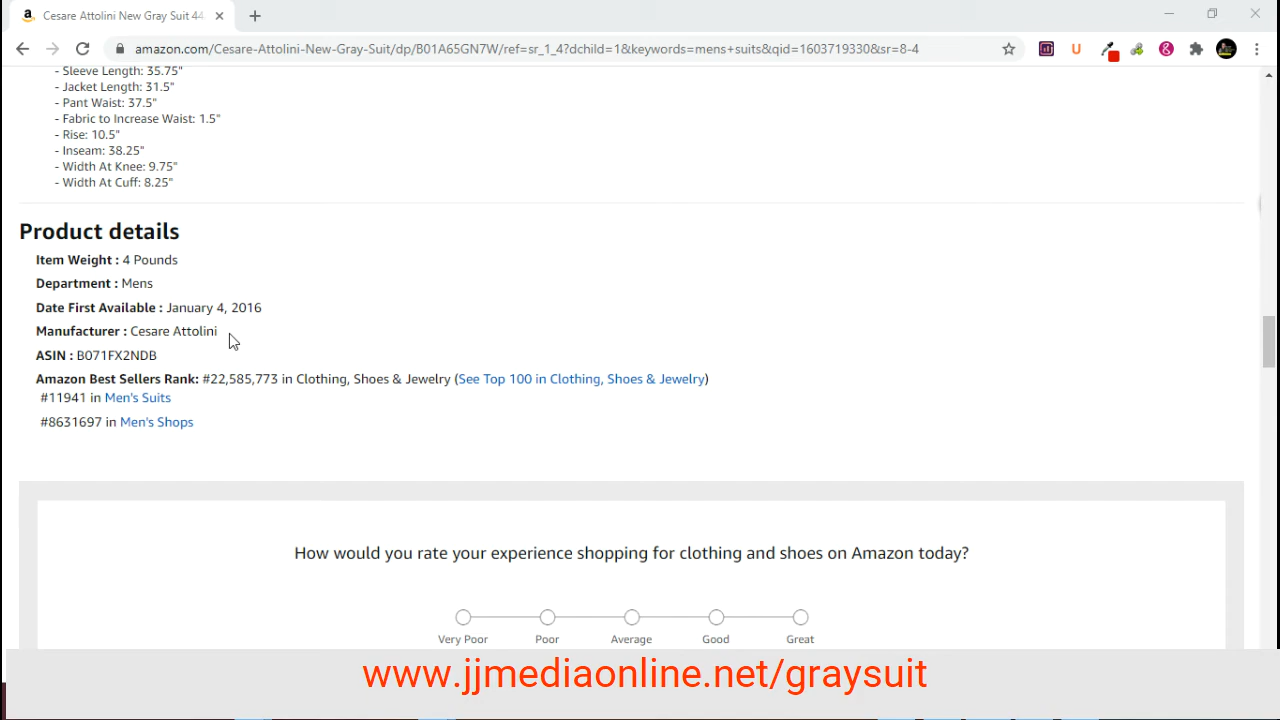 Cesare Attolini New Gray Suit 44
amazon.com/Cesare-Attolini-New-Gray-Suit/dp/B01A65GN7W/ref=sr_1_4?dchild=1&keywords=mens+suits&qid=1603719330&sr=8-4
- Sleeve Length: 35.75"
- Jacket Length: 31.5"
- Pant Waist: 37.5"
- Fabric to Increase Waist: 1.5"
- Rise: 10.5"
- Inseam: 38.25"
- Width At Knee: 9.75"
- Width At Cuff: 8.25"
Product details
Item Weight : 4 Pounds
Department : Mens
Date First Available : January 4, 2016
Manufacturer : Cesare Attolini
ASIN : B071FX2NDB
Amazon Best Sellers Rank: #22,585,773 in Clothing, Shoes & Jewelry (See Top 100 in Clothing, Shoes & Jewelry)
#11941 in Men's Suits
#8631697 in Men's Shops
How would you rate your experience shopping for clothing and shoes on Amazon today?
Very Poor Poor Average Good Great
www.jjmediaonline.net/graysuit